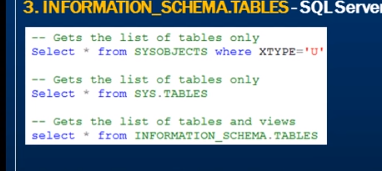 3. INFORMATION_SCHEMA.TABLES - SQL Server
-- Gets the list of tables only
Select * from SYSOBJECTS where XTYPE='U'
-- Gets the list of tables only
Select * from SYS.TABLES
-- Gets the list of tables and views
select * from INFORMATION_SCHEMA.TABLES